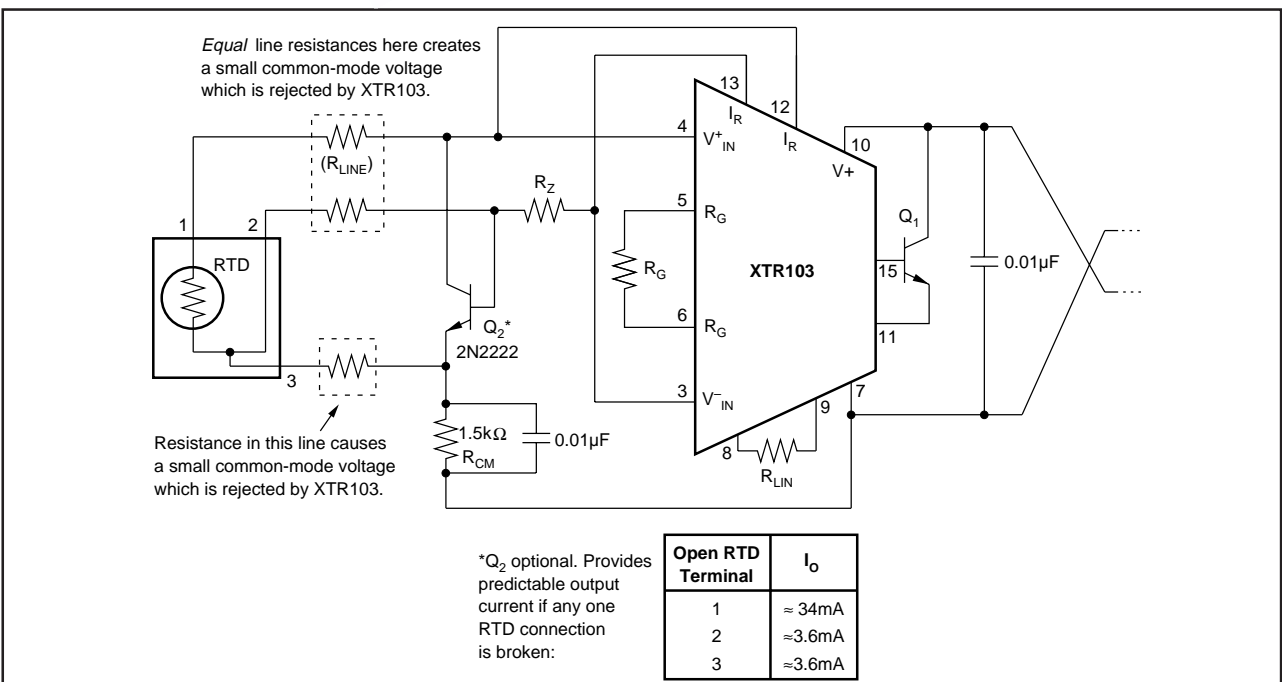 Equal line resistances here creates
a small common-mode voltage
which is rejected by XTR103.
13
12
I_R
I_R
4
V^+_IN
10
V+
(R_LINE)
R_Z
5
R_G
Q_1
1
2
RTD
R_G
XTR103
15
0.01µF
6
R_G
Q_2*
2N2222
11
3
3
V^–_IN
7
9
Resistance in this line causes
a small common-mode voltage
which is rejected by XTR103.
1.5kΩ
R_CM
0.01µF
8
R_LIN
*Q_2 optional. Provides
predictable output
current if any one
RTD connection
is broken:
Open RTD
Terminal
I_O
1 ≈ 34mA
2 ≈3.6mA
3 ≈3.6mA